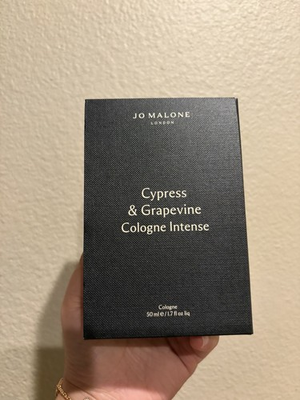 JO MALONE
LONDON
Cypress
& Grapevine
Cologne Intense
Cologne
50 ml ℮ / 1.7 fl oz liq